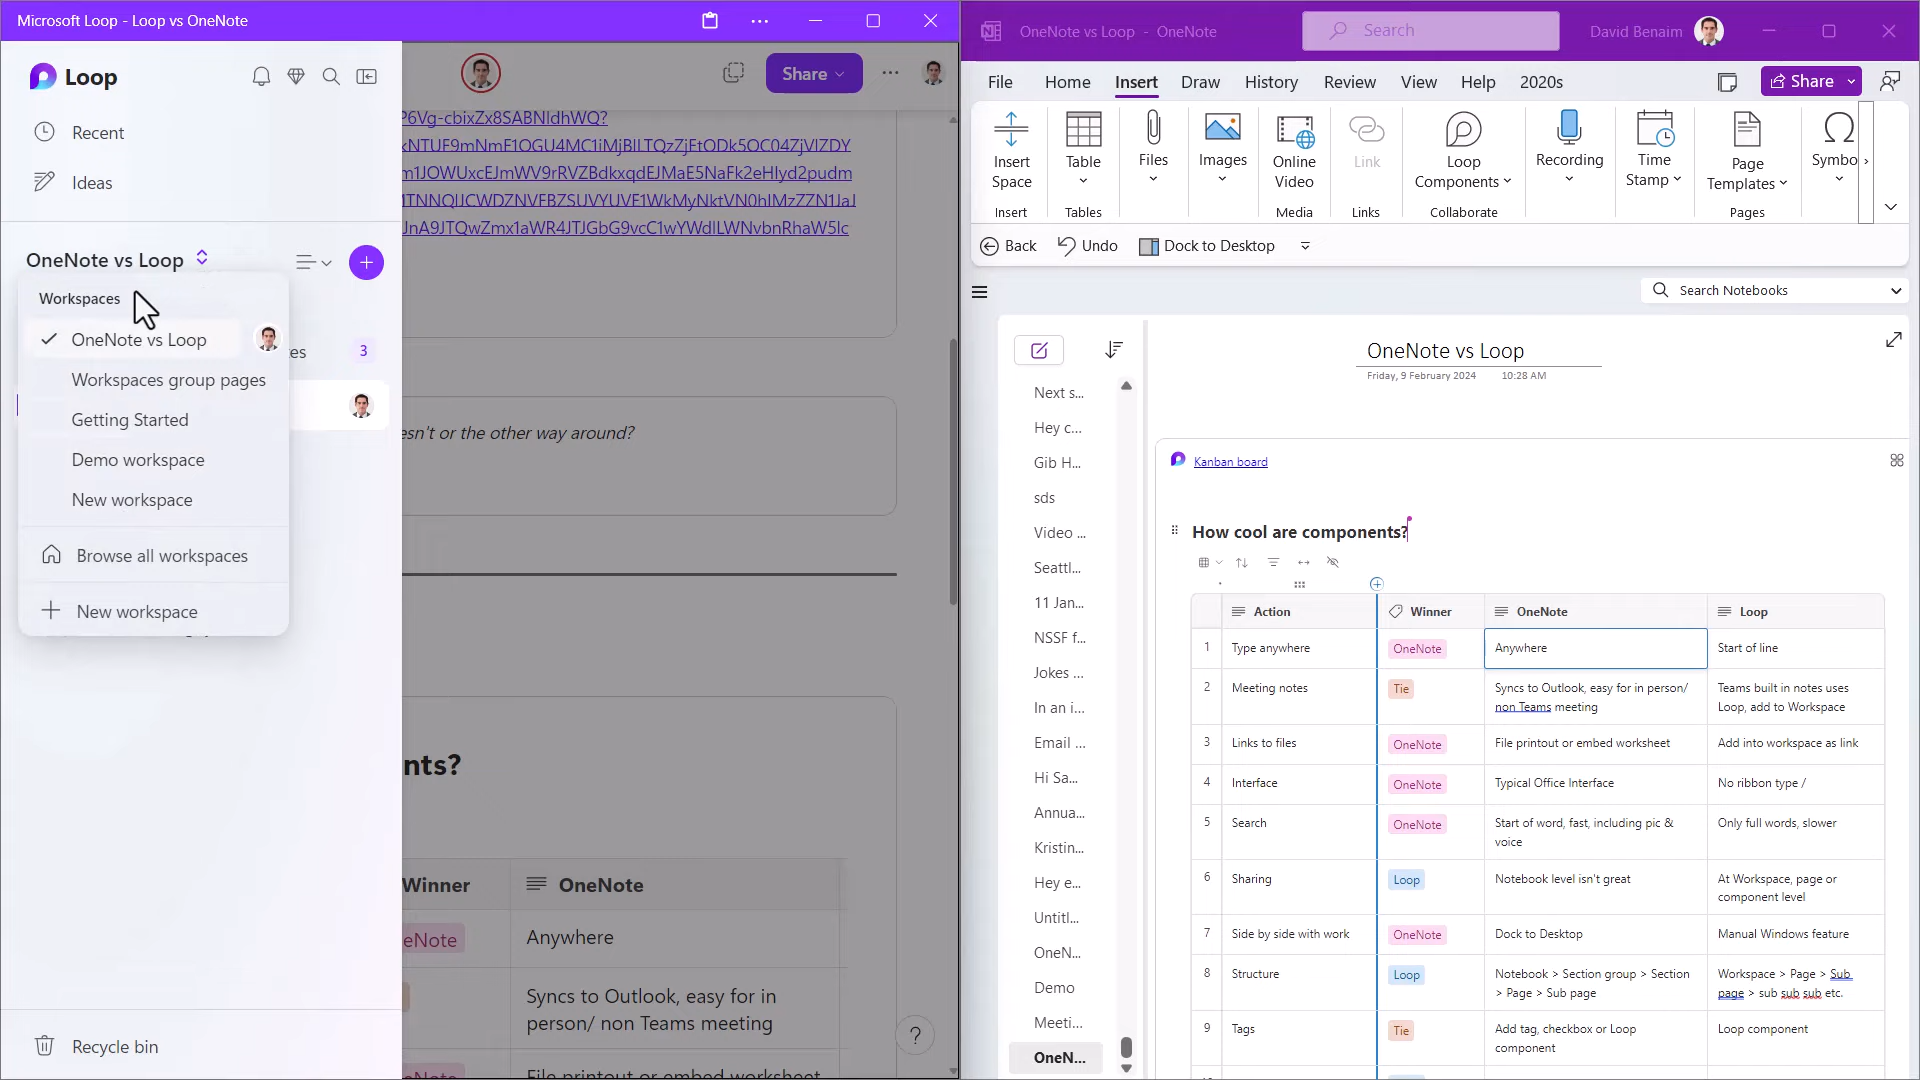 Microsoft Loop - Loop vs OneNote
Loop
Recent
Ideas
OneNote vs Loop
Workspaces
OneNote vs Loop
es
3
Workspaces group pages
Getting Started
Demo workspace
New workspace
Browse all workspaces
New workspace
Recycle bin
Share
esn't or the other way around?
nts?
Winner
OneNote
eNote
Anywhere
Syncs to Outlook, easy for in
person/ non Teams meeting
File printout or embed worksheet
?
OneNote vs Loop - OneNote
Search
David Benaim
File
Home
Insert
Draw
History
Review
View
Help
2020s
Share
Insert
Space
Table
Files
Images
Online
Video
Link
Loop
Components
Recording
Time
Stamp
Page
Templates
Symbo
Insert
Tables
Media
Links
Collaborate
Pages
Back
Undo
Dock to Desktop
Search Notebooks
Next s...
Hey c...
Gib H...
sds
Video ...
Seattl...
11 Jan...
NSSF f...
Jokes ...
In an i...
Email ...
Hi Sa...
Annua...
Kristin...
Hey e...
Untitl...
OneN...
Demo
Meeti...
OneN...
OneNote vs Loop
Friday, 9 February 2024 10:28 AM
Kanban board
How cool are components?
Action Winner OneNote Loop
1 Type anywhere OneNote Anywhere Start of line
2 Meeting notes Tie Syncs to Outlook, easy for in person/ Teams built in notes uses
non Teams meeting Loop, add to Workspace
3 Links to files OneNote File printout or embed worksheet Add into workspace as link
4 Interface OneNote Typical Office Interface No ribbon type /
5 Search OneNote Start of word, fast, including pic & Only full words, slower
voice
6 Sharing Loop Notebook level isn't great At Workspace, page or
component level
7 Side by side with work OneNote Dock to Desktop Manual Windows feature
8 Structure Loop Notebook > Section group > Section Workspace > Page > Sub
> Page > Sub page page > sub sub sub etc.
9 Tags Tie Add tag, checkbox or Loop Loop component
component